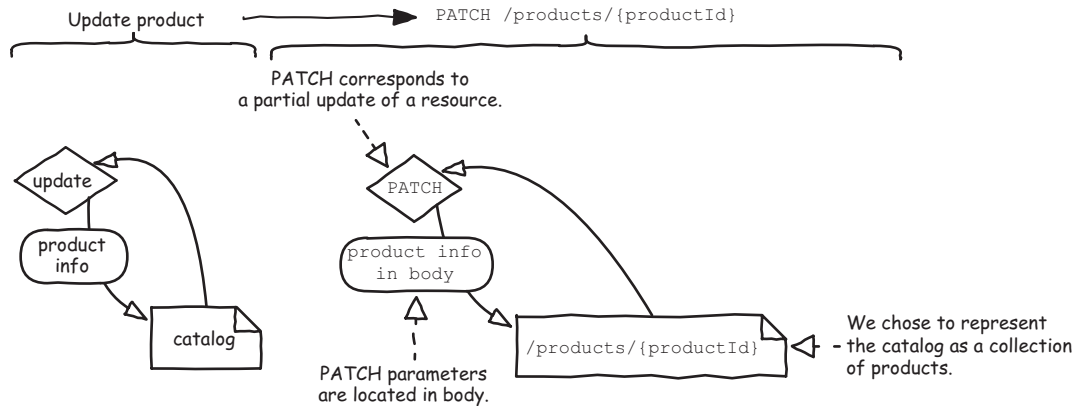 Update product
PATCH /products/{productId}
PATCH corresponds to
a partial update of a resource.
update
product
info
catalog
PATCH
product info
in body
/products/{productId}
PATCH parameters
are located in body.
We chose to represent
the catalog as a collection
of products.